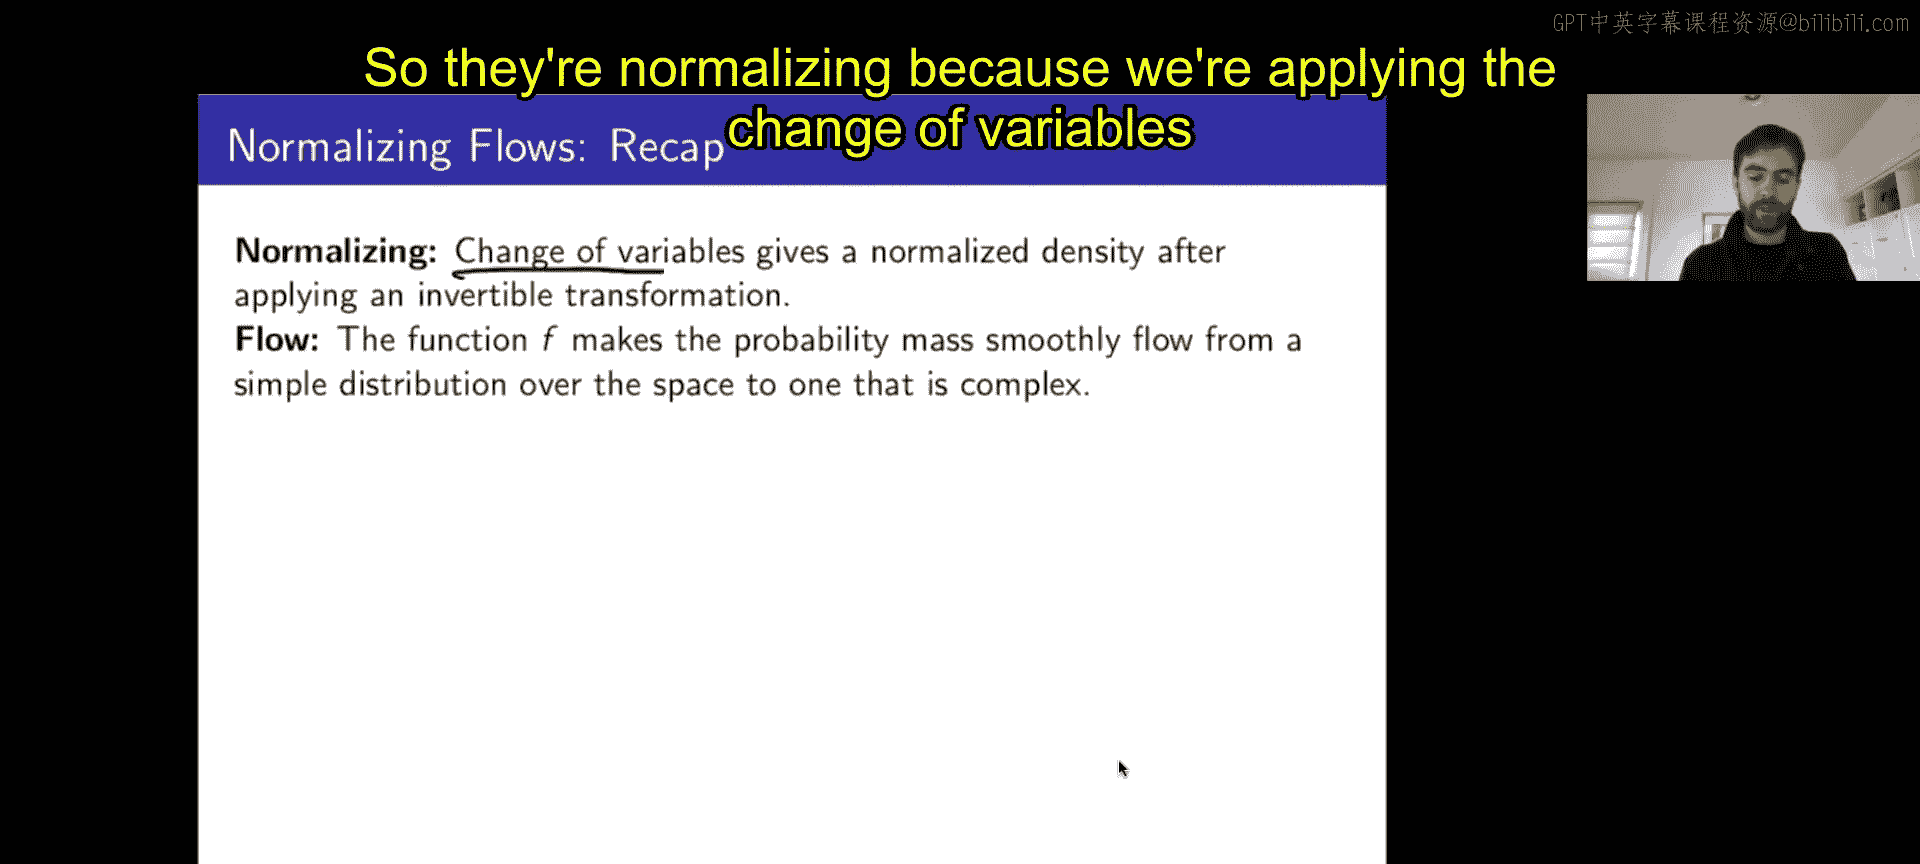 GPT中英字幕课程资源@bilibili.com
So they're normalizing because we're applying the
change of variables
Normalizing Flows: Recap
Normalizing: Change of variables gives a normalized density after
applying an invertible transformation.
Flow: The function f makes the probability mass smoothly flow from a
simple distribution over the space to one that is complex.